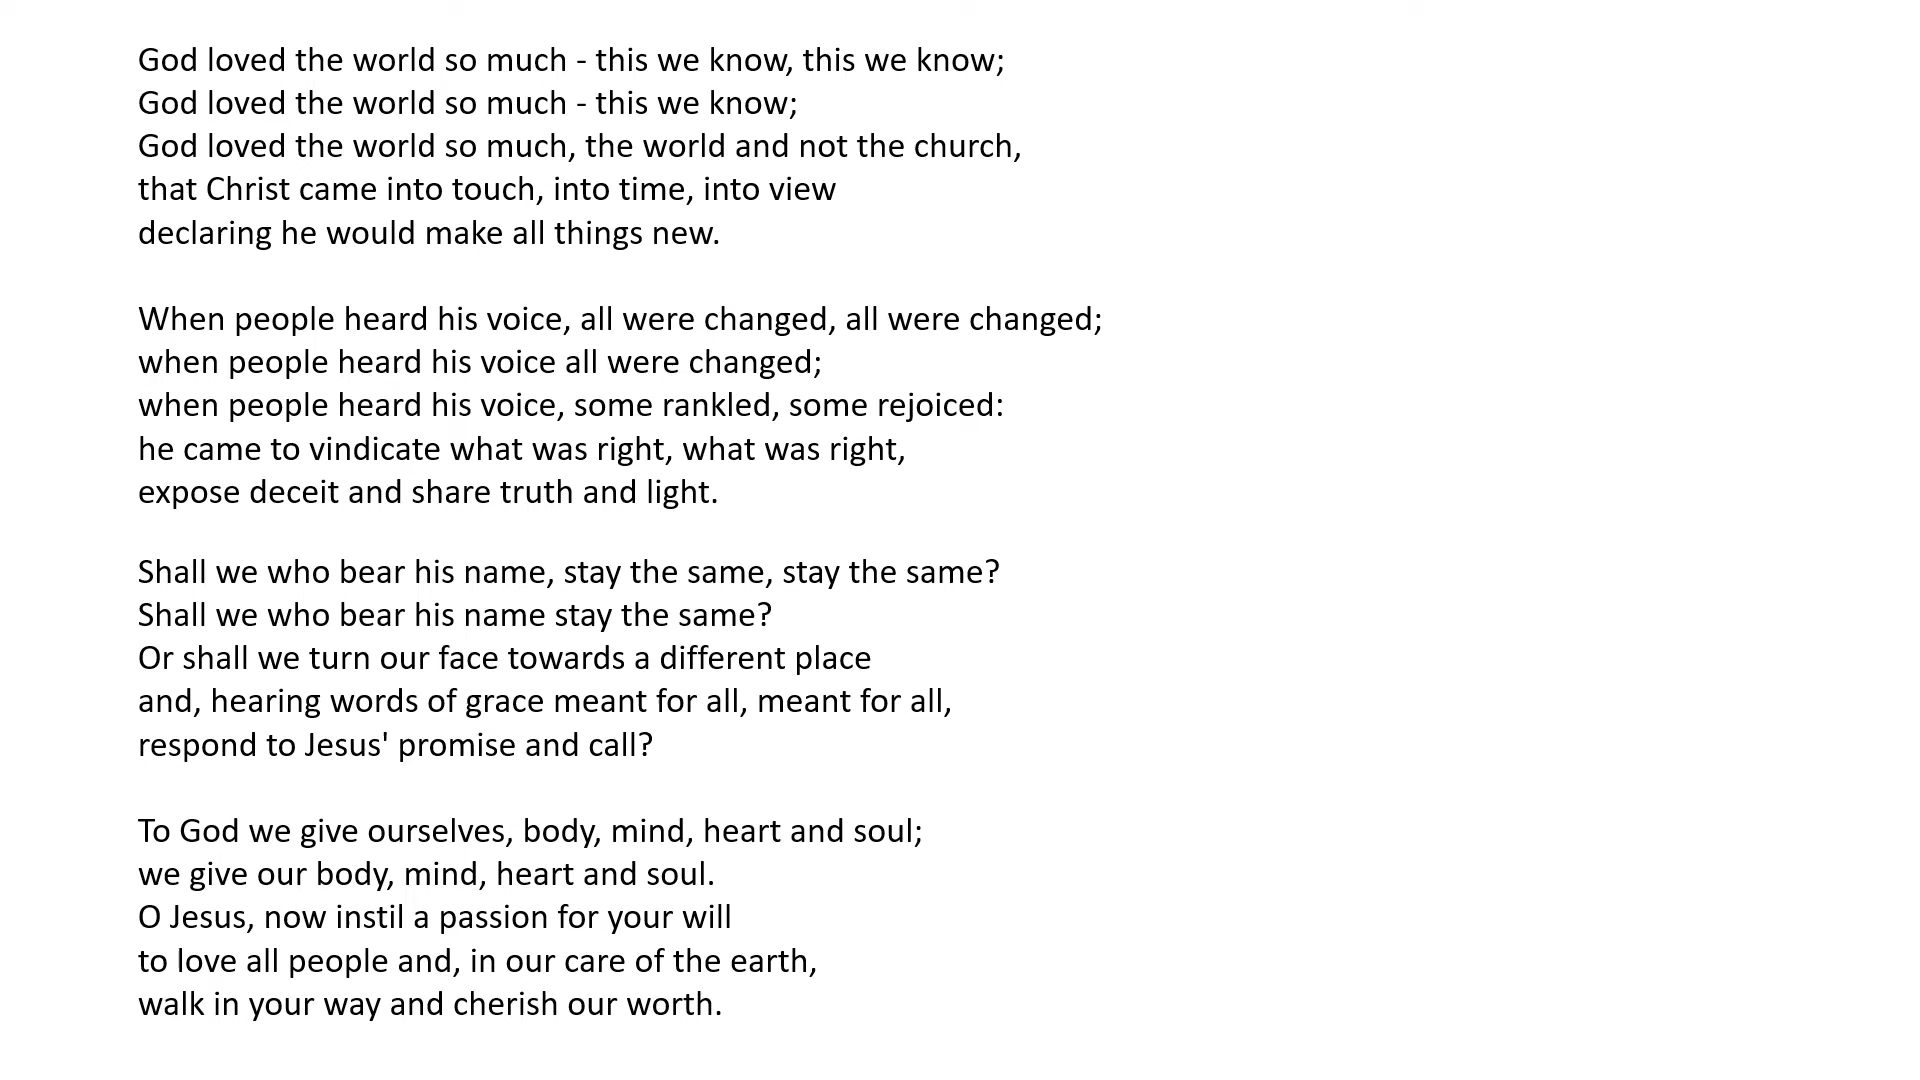 God loved the world so much - this we know, this we know;
God loved the world so much - this we know;
God loved the world so much, the world and not the church,
that Christ came into touch, into time, into view
declaring he would make all things new.

When people heard his voice, all were changed, all were changed;
when people heard his voice all were changed;
when people heard his voice, some rankled, some rejoiced:
he came to vindicate what was right, what was right,
expose deceit and share truth and light.

Shall we who bear his name, stay the same, stay the same?
Shall we who bear his name stay the same?
Or shall we turn our face towards a different place
and, hearing words of grace meant for all, meant for all,
respond to Jesus' promise and call?

To God we give ourselves, body, mind, heart and soul;
we give our body, mind, heart and soul.
O Jesus, now instil a passion for your will
to love all people and, in our care of the earth,
walk in your way and cherish our worth.